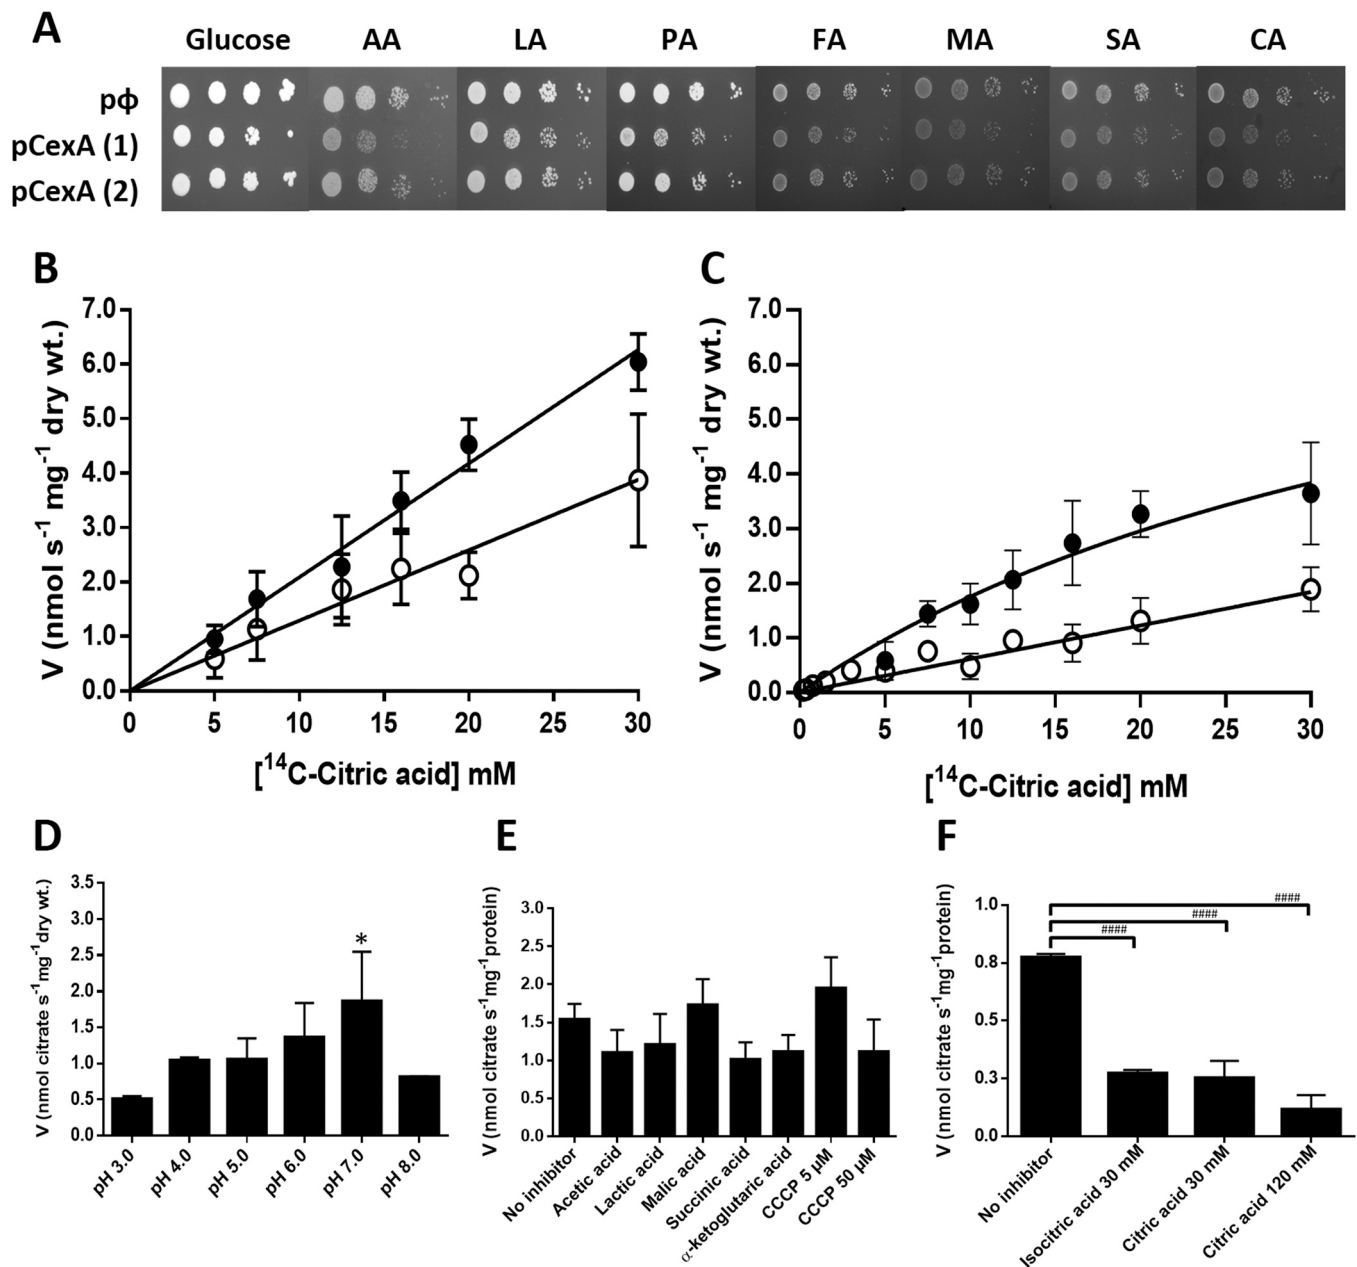 A
Glucose AA LA PA FA MA SA CA
pϕ
pCexA (1)
pCexA (2)
B
V (nmol s⁻¹ mg⁻¹ dry wt.)
7.0
6.0
5.0
4.0
3.0
2.0
1.0
0.0
0 5 10 15 20 25 30
[¹⁴C-Citric acid] mM
C
V (nmol s⁻¹ mg⁻¹ dry wt.)
7.0
6.0
5.0
4.0
3.0
2.0
1.0
0.0
0 5 10 15 20 25 30
[¹⁴C-Citric acid] mM
D
V (nmol citrate s⁻¹mg⁻¹dry wt.)
3.5
3.0
2.5
2.0
1.5
1.0
0.5
0.0
*
pH 3.0 pH 4.0 pH 5.0 pH 6.0 pH 7.0 pH 8.0
E
V (nmol citrate s⁻¹mg⁻¹protein)
3.0
2.5
2.0
1.5
1.0
0.5
0.0
No inhibitor
Acetic acid
Lactic acid
Malic acid
Succinic acid
α-ketoglutaric acid
CCCP 5 µM
CCCP 50 µM
F
V (nmol citrate s⁻¹mg⁻¹protein)
1.0
0.8
0.5
0.3
0.0
####
####
####
No inhibitor
Isocitric acid 30 mM
Citric acid 30 mM
Citric acid 120 mM